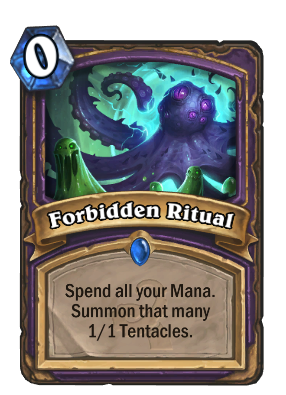 0
Forbidden Ritual
Spend all your Mana.
Summon that many
1/1 Tentacles.